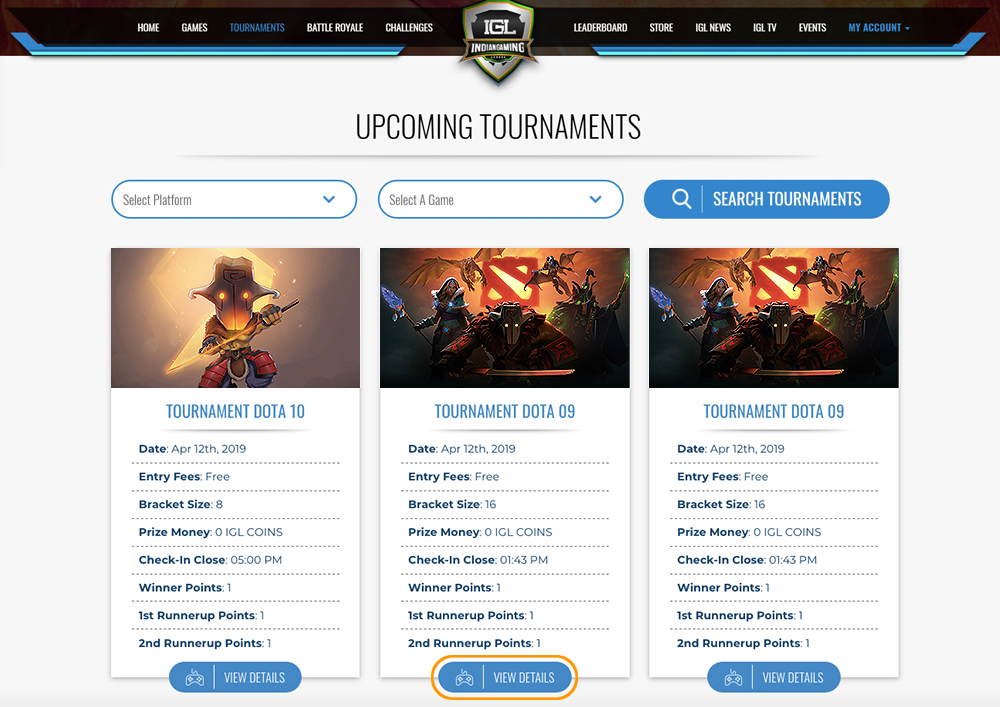 HOME GAMES TOURNAMENTS BATTLE ROYALE CHALLENGES LEADERBOARD STORE IGL NEWS IGL TV EVENTS MY ACCOUNT
IGL
INDIANGAMING
LEAGUE
UPCOMING TOURNAMENTS
Select Platform
Select A Game
SEARCH TOURNAMENTS
TOURNAMENT DOTA 10
Date: Apr 12th, 2019
Entry Fees: Free
Bracket Size: 8
Prize Money: 0 IGL COINS
Check-In Close: 05:00 PM
Winner Points: 1
1st Runnerup Points: 1
2nd Runnerup Points: 1
VIEW DETAILS
TOURNAMENT DOTA 09
Date: Apr 12th, 2019
Entry Fees: Free
Bracket Size: 16
Prize Money: 0 IGL COINS
Check-In Close: 01:43 PM
Winner Points: 1
1st Runnerup Points: 1
2nd Runnerup Points: 1
VIEW DETAILS
TOURNAMENT DOTA 09
Date: Apr 12th, 2019
Entry Fees: Free
Bracket Size: 16
Prize Money: 0 IGL COINS
Check-In Close: 01:43 PM
Winner Points: 1
1st Runnerup Points: 1
2nd Runnerup Points: 1
VIEW DETAILS